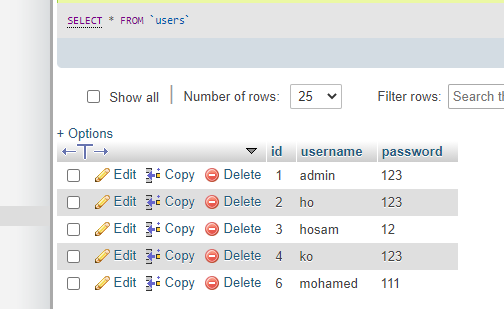 SELECT * FROM `users`
Show all Number of rows: 25 Filter rows: Search th
+ Options
←T→ id username password
Edit Copy Delete 1 admin 123
Edit Copy Delete 2 ho 123
Edit Copy Delete 3 hosam 12
Edit Copy Delete 4 ko 123
Edit Copy Delete 6 mohamed 111